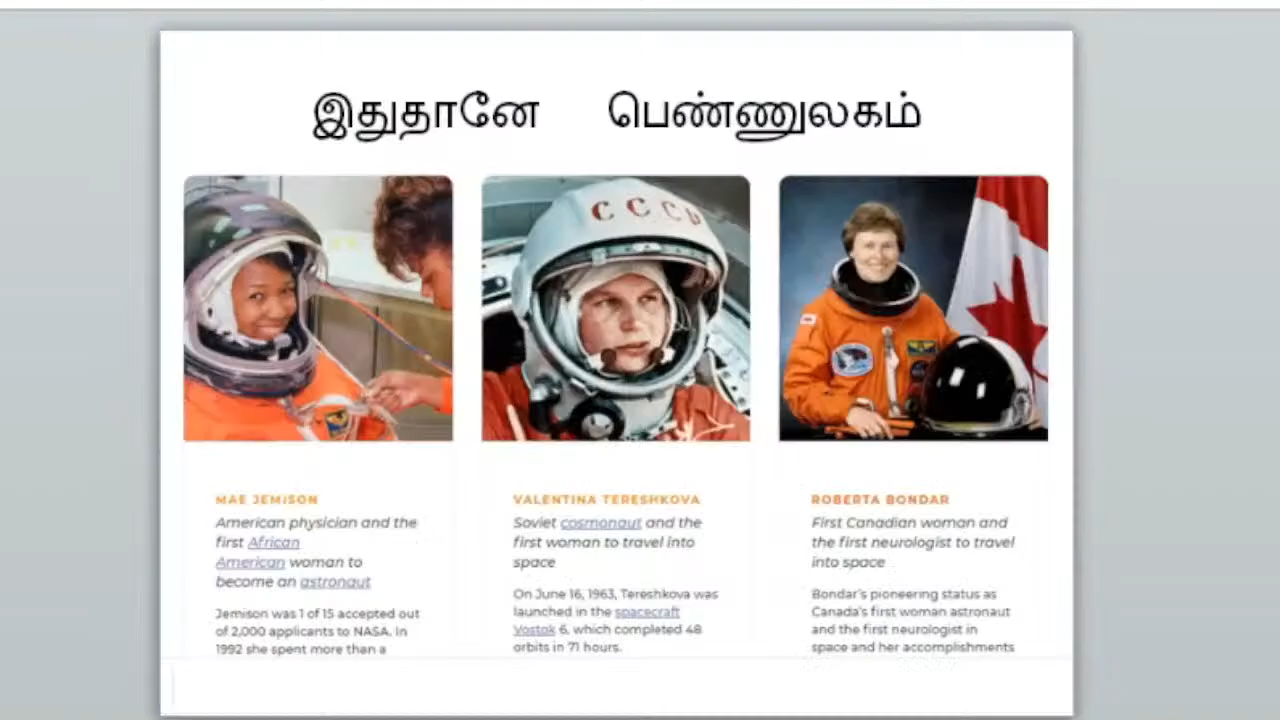 இதுதானே பெண்ணுலகம்
CCCP
MAE JEMISON
American physician and the
first African
American woman to
become an astronaut
Jemison was 1 of 15 accepted out
of 2,000 applicants to NASA. In
1992 she spent more than a
VALENTINA TERESHKOVA
Soviet cosmonaut and the
first woman to travel into
space
On June 16, 1963, Tereshkova was
launched in the spacecraft
Vostok 6, which completed 48
orbits in 71 hours.
ROBERTA BONDAR
First Canadian woman and
the first neurologist to travel
into space
Bondar's pioneering status as
Canada's first woman astronaut
and the first neurologist in
space and her accomplishments